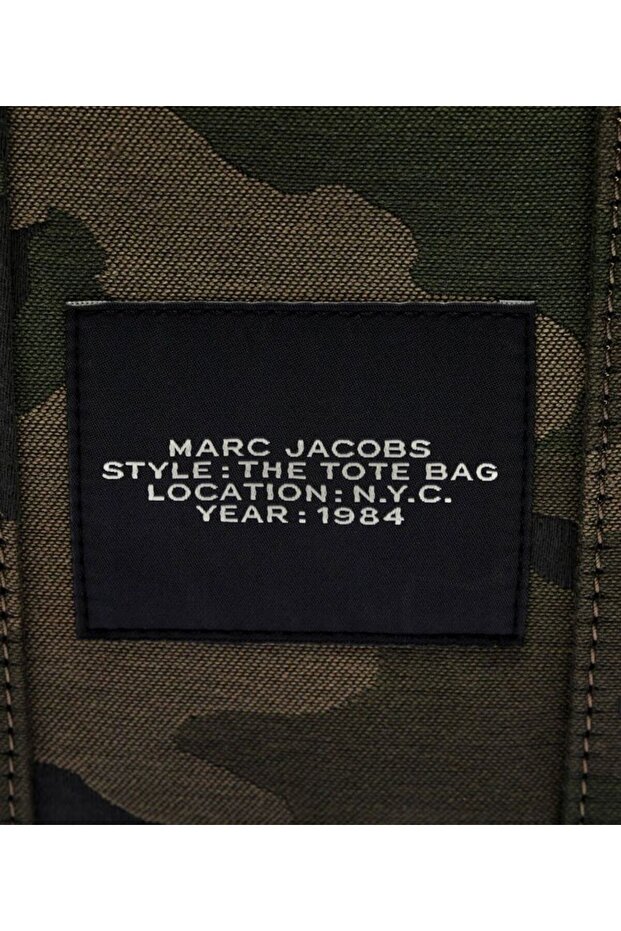 MARC JACOBS
STYLE : THE TOTE BAG
LOCATION : N.Y.C.
YEAR : 1984